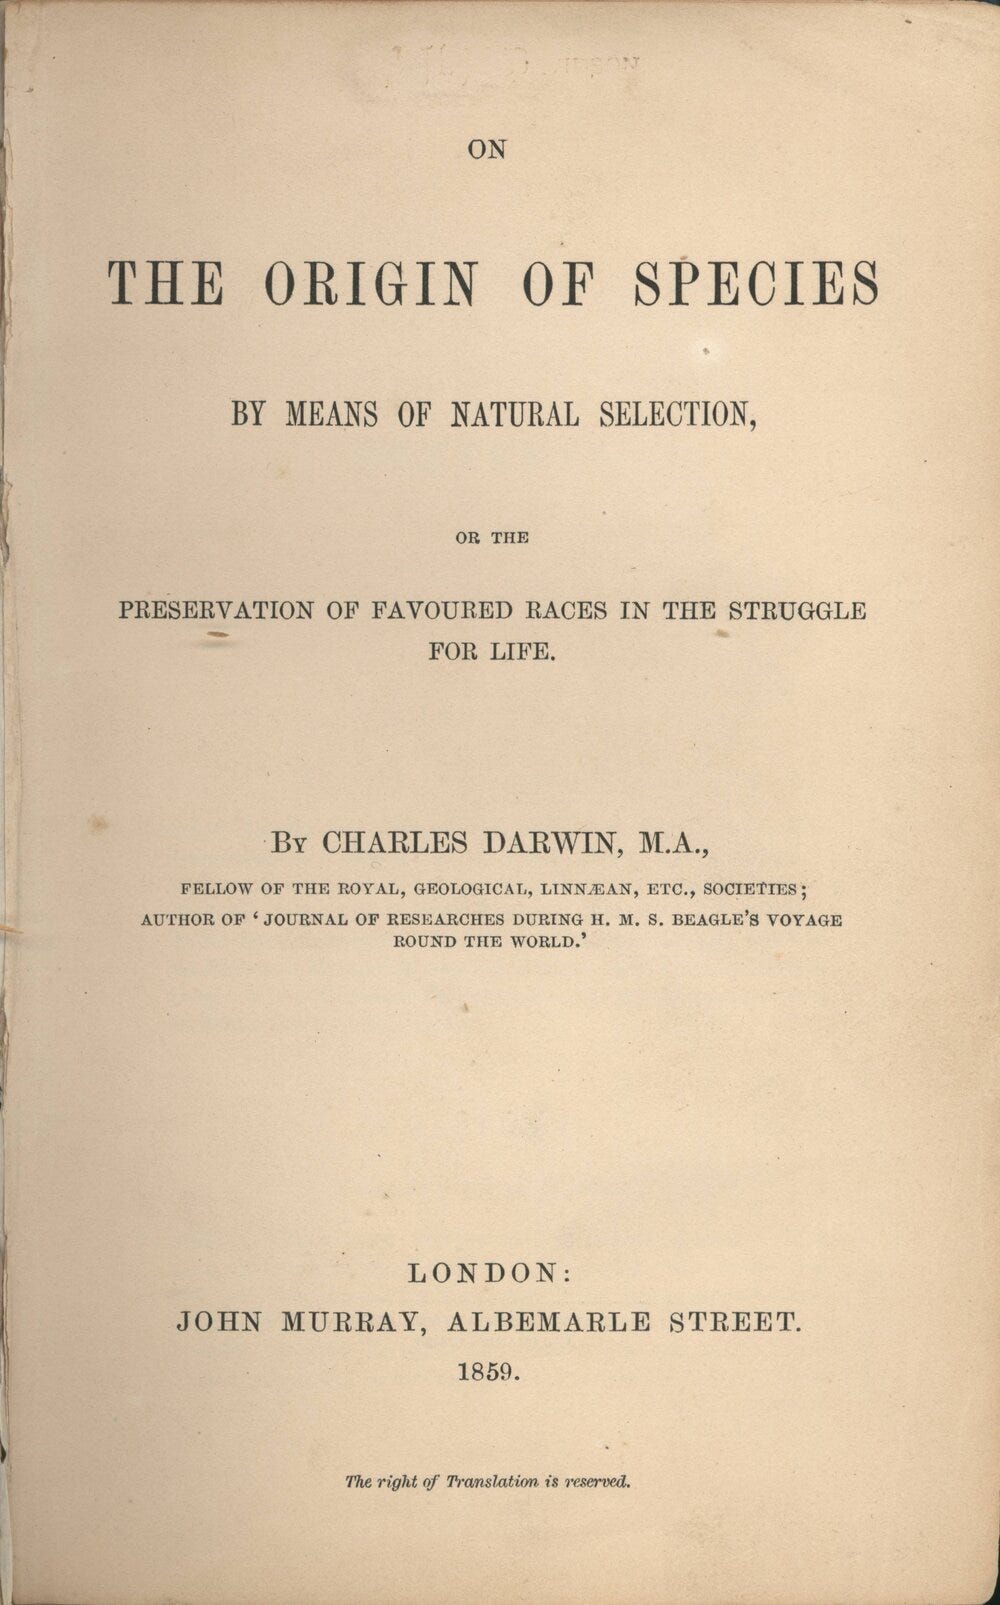 ON
THE ORIGIN OF SPECIES
BY MEANS OF NATURAL SELECTION,
OR THE
PRESERVATION OF FAVOURED RACES IN THE STRUGGLE
FOR LIFE.
BY CHARLES DARWIN, M.A.,
FELLOW OF THE ROYAL, GEOLOGICAL, LINNÆAN, ETC., SOCIETIES;
AUTHOR OF ‘JOURNAL OF RESEARCHES DURING H. M. S. BEAGLE’S VOYAGE
ROUND THE WORLD.’
LONDON:
JOHN MURRAY, ALBEMARLE STREET.
1859.
The right of Translation is reserved.